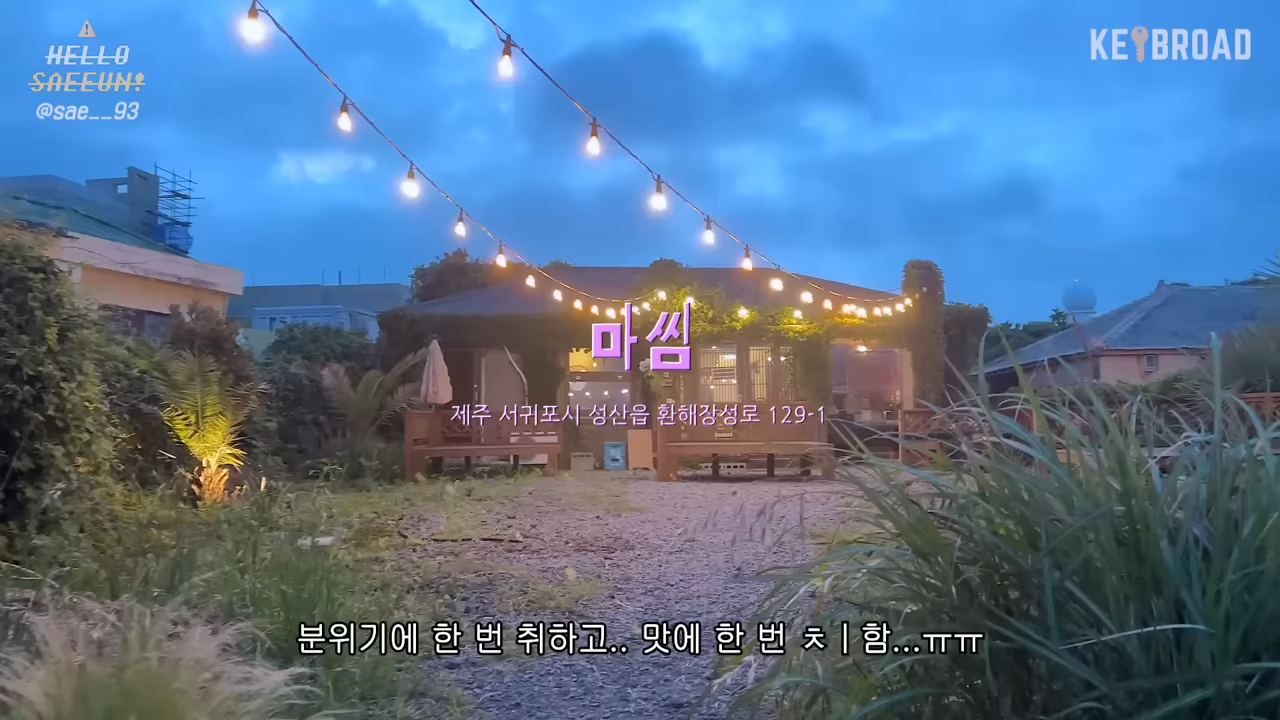 HELLO
SAEEUN!
@sae__93
KEYBROAD
마씸
제주 서귀포시 성산읍 환해장성로 129-1
분위기에 한 번 취하고.. 맛에 한 번 ㅊㅣ함...ㅠㅠ